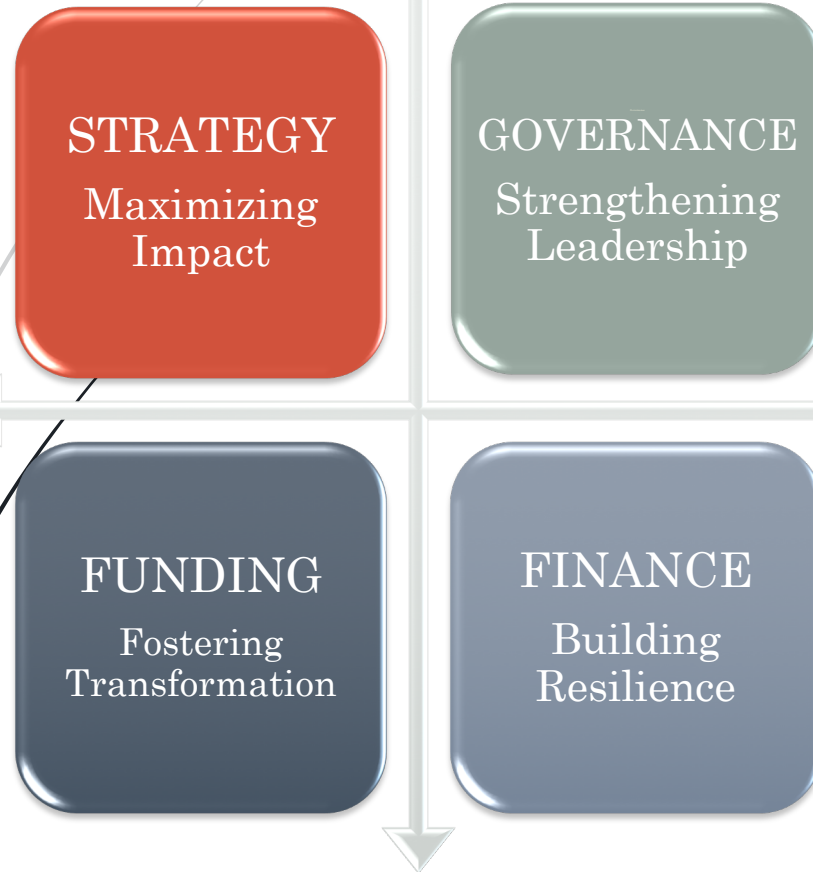 STRATEGY
Maximizing
Impact
GOVERNANCE
Strengthening
Leadership
FUNDING
Fostering
Transformation
FINANCE
Building
Resilience